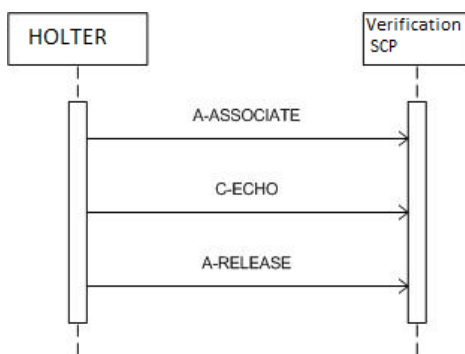 HOLTER
Verification
SCP
A-ASSOCIATE
C-ECHO
A-RELEASE